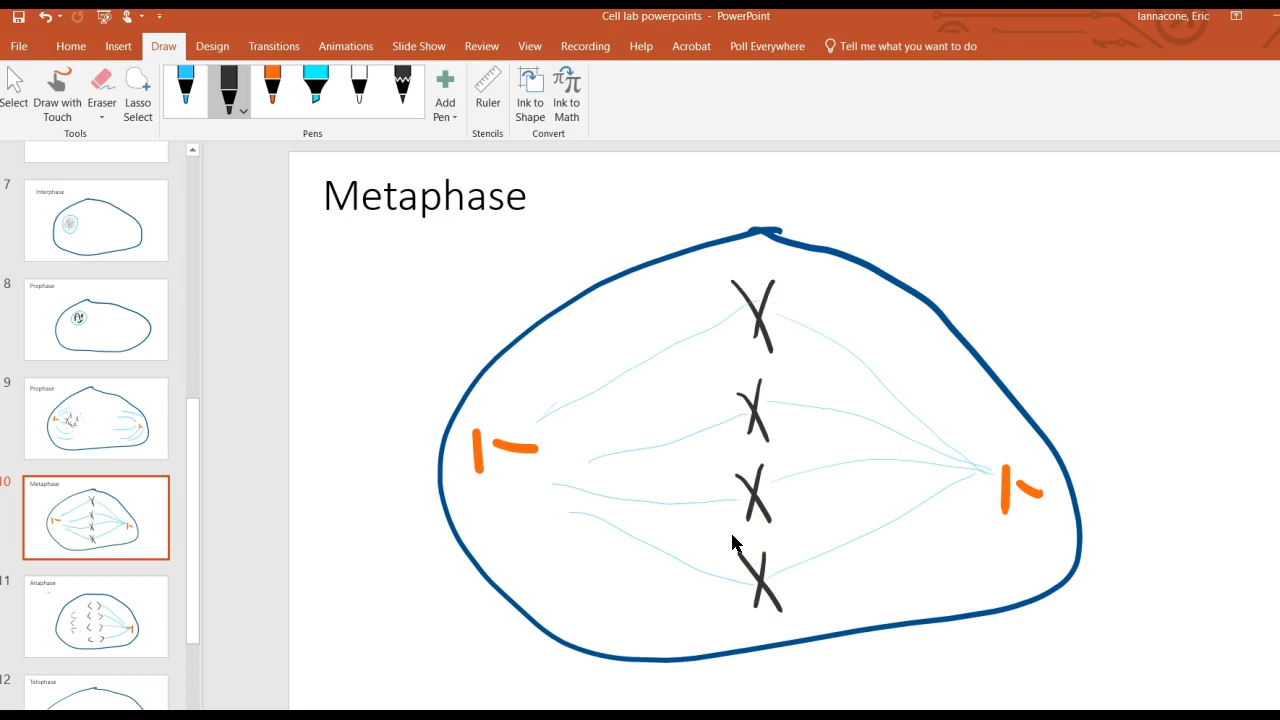 Cell lab powerpoints - PowerPoint
Iannacone, Eric
File Home Insert Draw Design Transitions Animations Slide Show Review View Recording Help Acrobat Poll Everywhere Tell me what you want to do
Select
Draw with Touch
Eraser
Lasso Select
Add Pen
Ruler
Ink to Shape
Ink to Math
Tools
Pens
Stencils
Convert
7
Interphase
8
Prophase
9
Prophase
10
Metaphase
11
Anaphase
12
Telophase
Metaphase